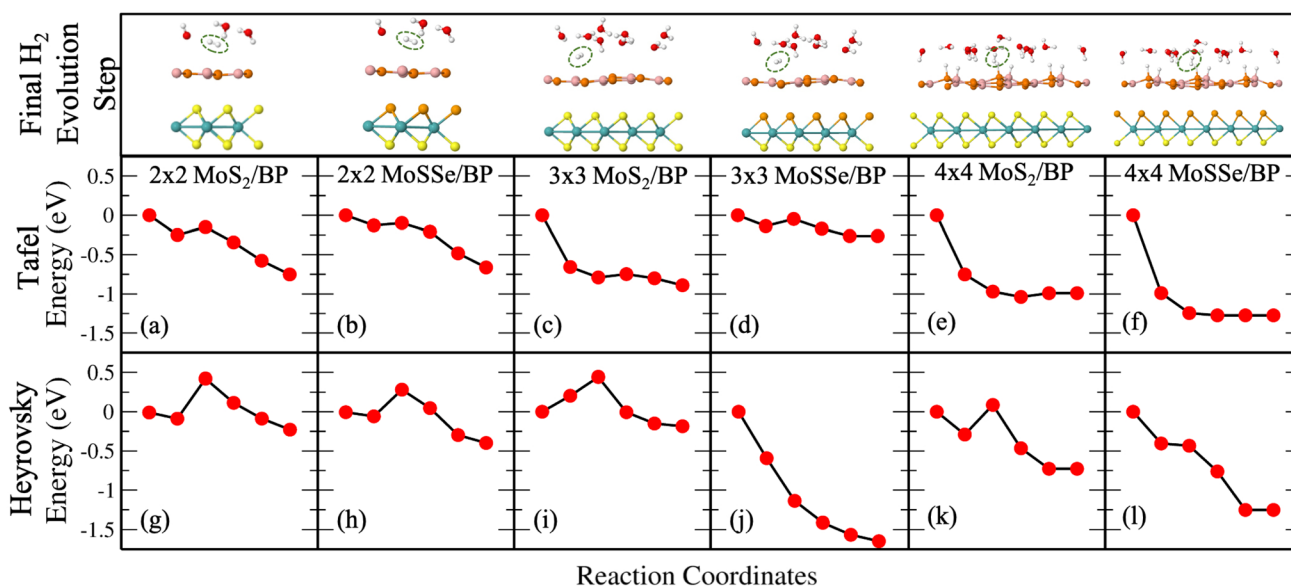 Final H₂
Evolution
Step
2x2 MoS₂/BP
2x2 MoSSe/BP
3x3 MoS₂/BP
3x3 MoSSe/BP
4x4 MoS₂/BP
4x4 MoSSe/BP
Tafel
Energy (eV)
0.5
0
-0.5
-1
-1.5
(a)
(b)
(c)
(d)
(e)
(f)
Heyrovsky
Energy (eV)
0.5
0
-0.5
-1
-1.5
(g)
(h)
(i)
(j)
(k)
(l)
Reaction Coordinates